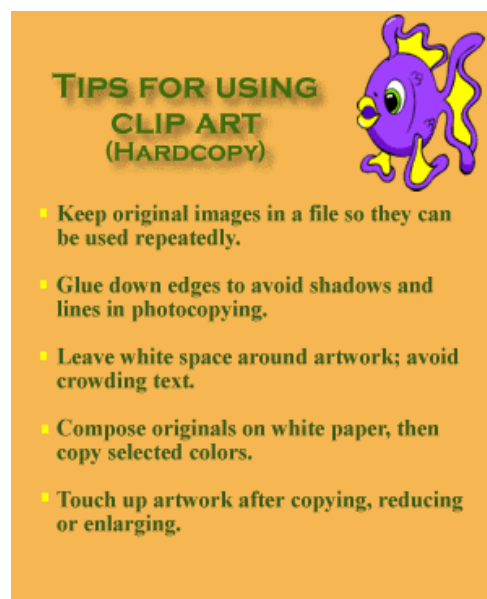 TIPS FOR USING
CLIP ART
(HARDCOPY)
Keep original images in a file so they can
be used repeatedly.
Glue down edges to avoid shadows and
lines in photocopying.
Leave white space around artwork; avoid
crowding text.
Compose originals on white paper, then
copy selected colors.
Touch up artwork after copying, reducing
or enlarging.